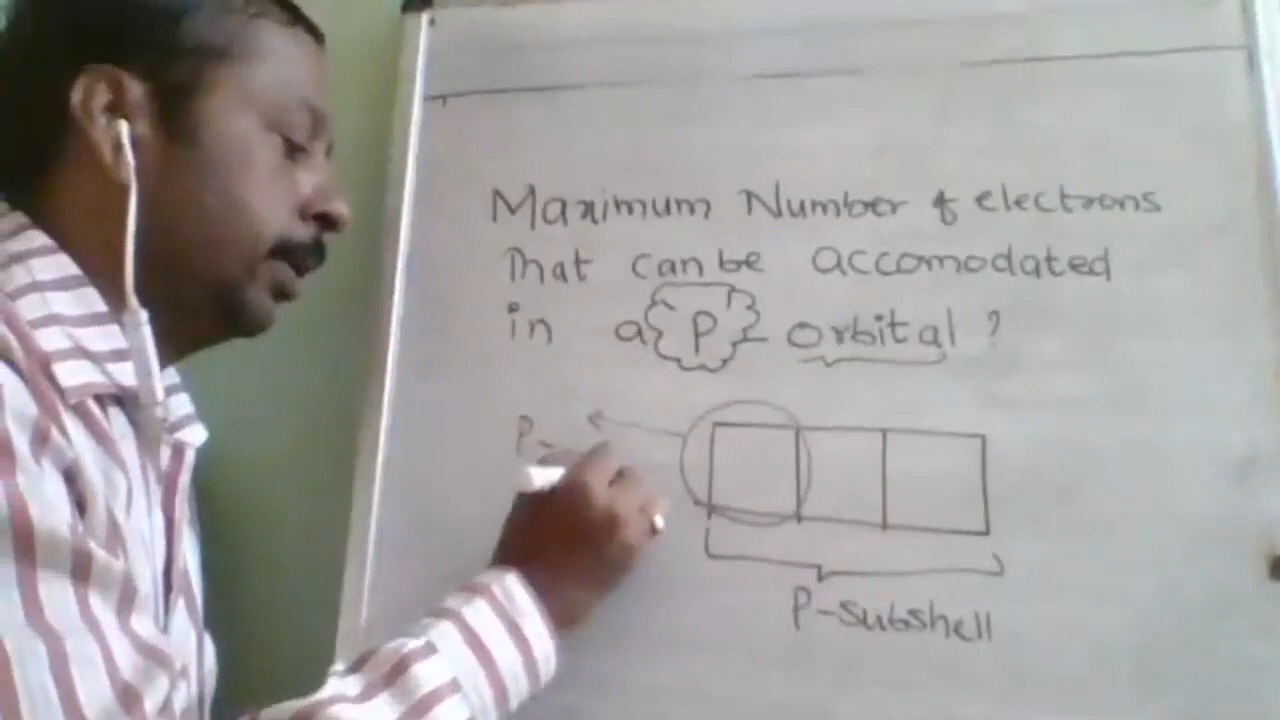 Maximum Number of electrons
That can be accomodated
in a P - orbital ?
P-
P-subshell